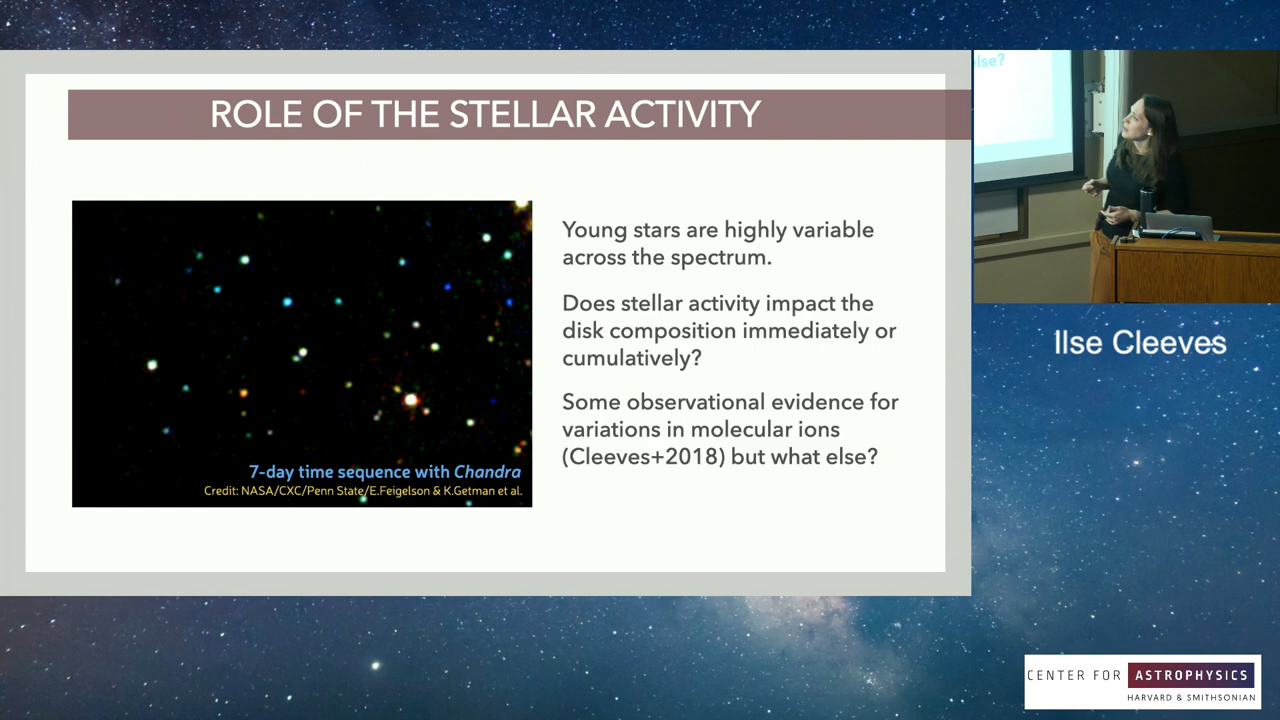 ROLE OF THE STELLAR ACTIVITY
Young stars are highly variable
across the spectrum.
Does stellar activity impact the
disk composition immediately or
cumulatively?
Some observational evidence for
variations in molecular ions
(Cleeves+2018) but what else?
7-day time sequence with Chandra
Credit: NASA/CXC/Penn State/E.Feigelson & K.Getman et al.
else?
Ilse Cleeves
CENTER FOR ASTROPHYSICS
HARVARD & SMITHSONIAN